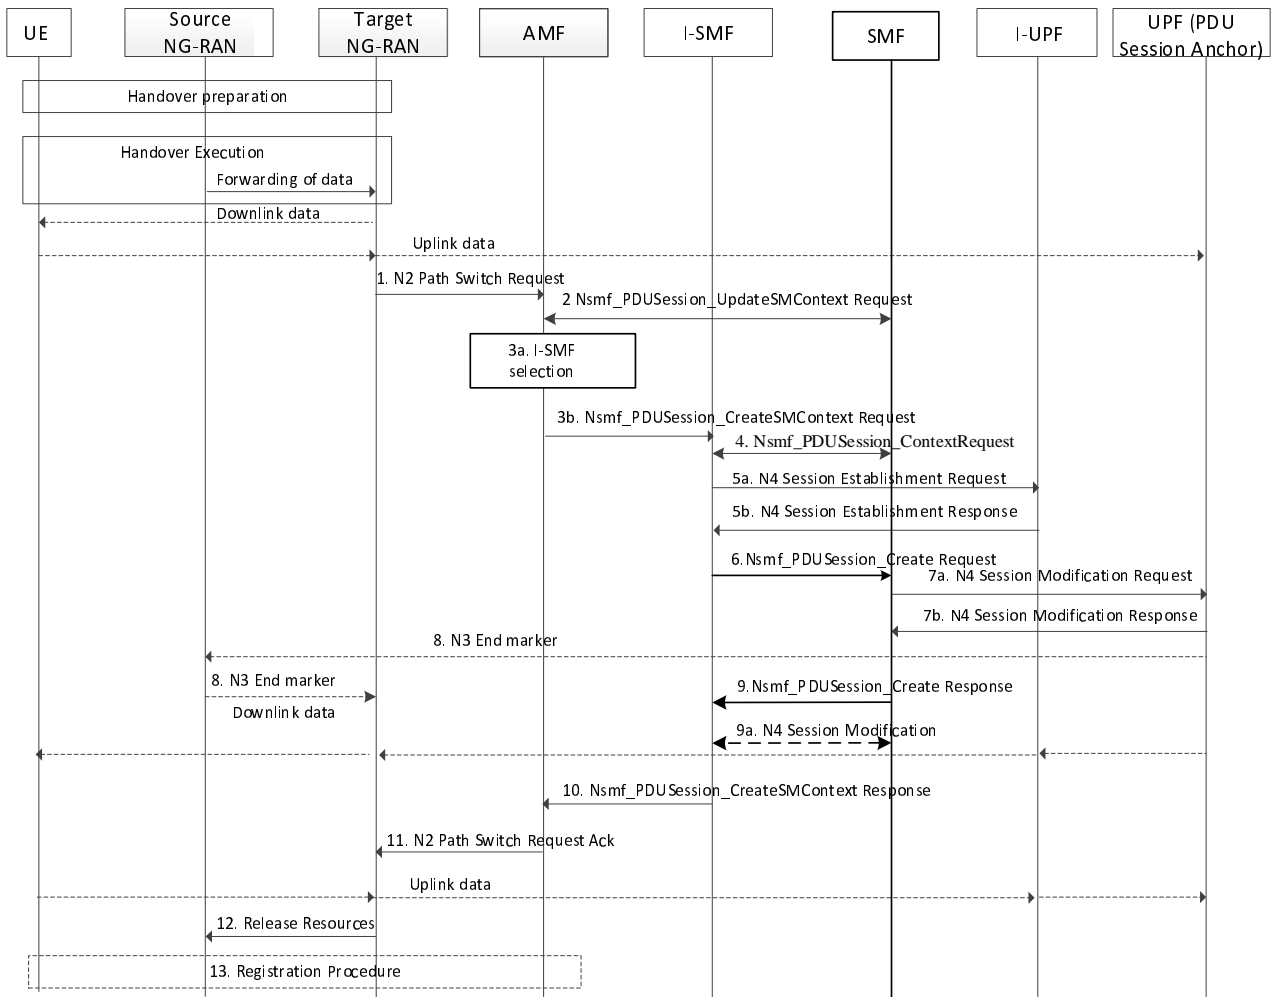 UE
Source
NG-RAN
Target
NG-RAN
AMF
I-SMF
SMF
I-UPF
UPF (PDU
Session Anchor)
Handover preparation
Handover Execution
Forwarding of data
Downlink data
Uplink data
1. N2 Path Switch Request
2 Nsmf_PDUSession_UpdateSMContext Request
3a. I-SMF
selection
3b. Nsmf_PDUSession_CreateSMContext Request
4. Nsmf_PDUSession_ContextRequest
5a. N4 Session Establishment Request
5b. N4 Session Establishment Response
6.Nsmf_PDUSession_Create Request
7a. N4 Session Modification Request
7b. N4 Session Modification Response
8. N3 End marker
8. N3 End marker
9.Nsmf_PDUSession_Create Response
Downlink data
9a. N4 Session Modification
10. Nsmf_PDUSession_CreateSMContext Response
11. N2 Path Switch Request Ack
Uplink data
12. Release Resources
13. Registration Procedure